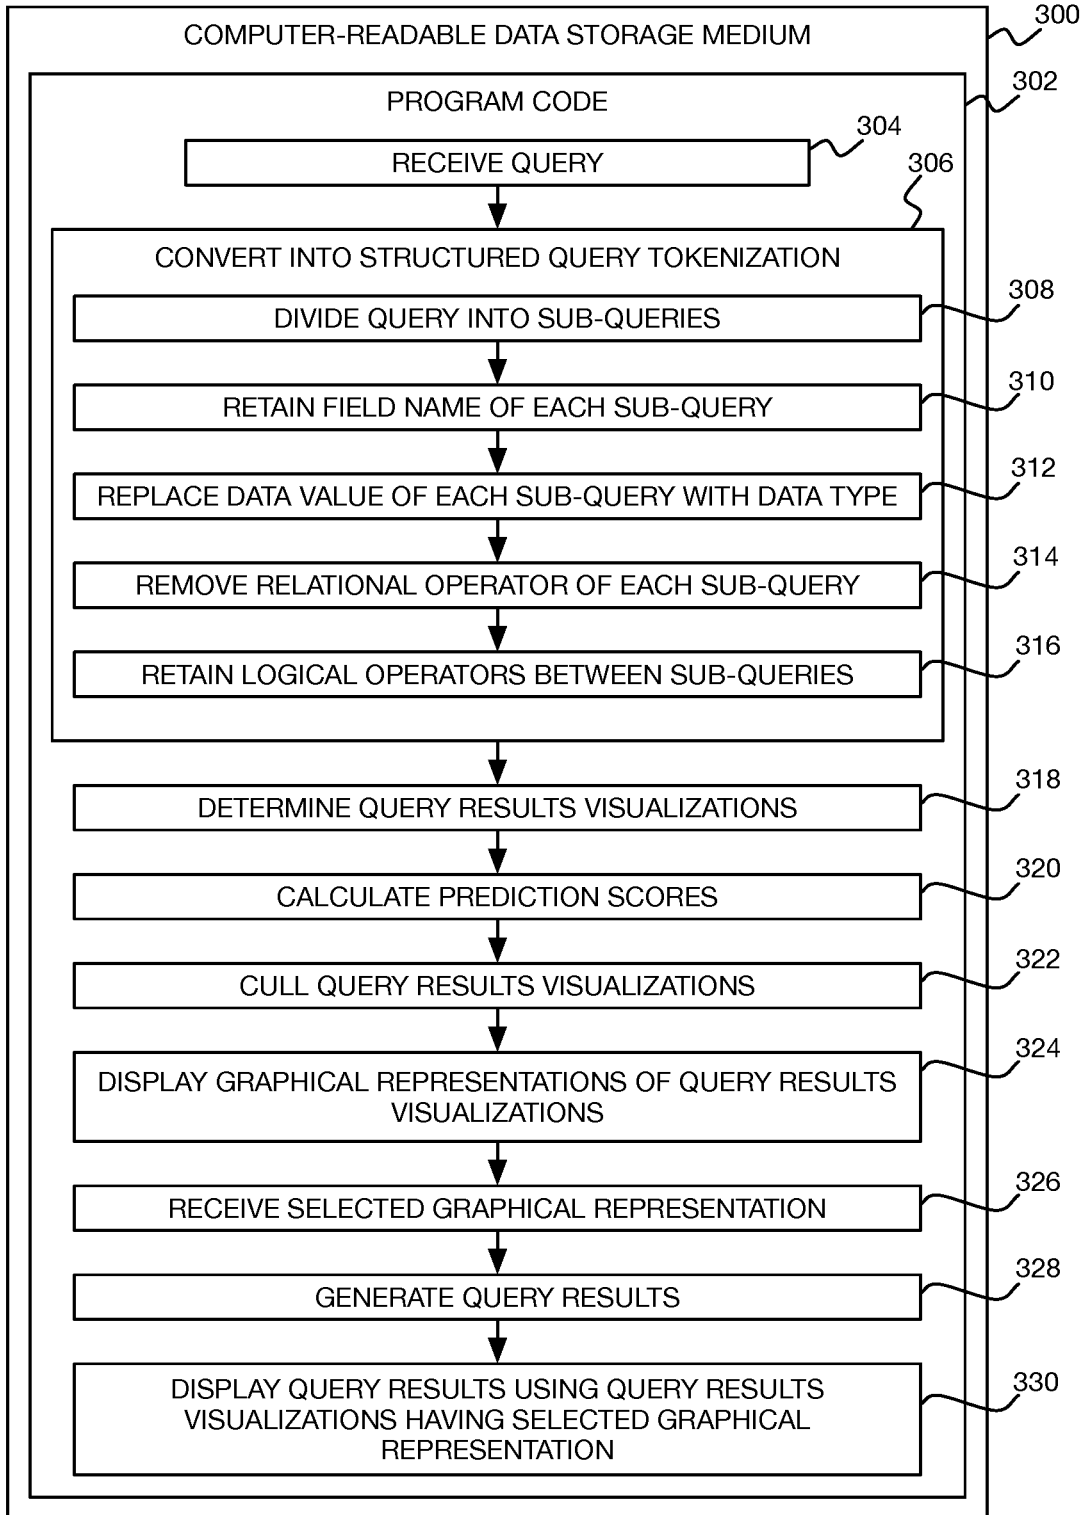 COMPUTER-READABLE DATA STORAGE MEDIUM
300
PROGRAM CODE
302
RECEIVE QUERY
304
306
CONVERT INTO STRUCTURED QUERY TOKENIZATION
DIVIDE QUERY INTO SUB-QUERIES
308
RETAIN FIELD NAME OF EACH SUB-QUERY
310
REPLACE DATA VALUE OF EACH SUB-QUERY WITH DATA TYPE
312
REMOVE RELATIONAL OPERATOR OF EACH SUB-QUERY
314
RETAIN LOGICAL OPERATORS BETWEEN SUB-QUERIES
316
DETERMINE QUERY RESULTS VISUALIZATIONS
318
CALCULATE PREDICTION SCORES
320
CULL QUERY RESULTS VISUALIZATIONS
322
DISPLAY GRAPHICAL REPRESENTATIONS OF QUERY RESULTS
VISUALIZATIONS
324
RECEIVE SELECTED GRAPHICAL REPRESENTATION
326
GENERATE QUERY RESULTS
328
DISPLAY QUERY RESULTS USING QUERY RESULTS
VISUALIZATIONS HAVING SELECTED GRAPHICAL
REPRESENTATION
330